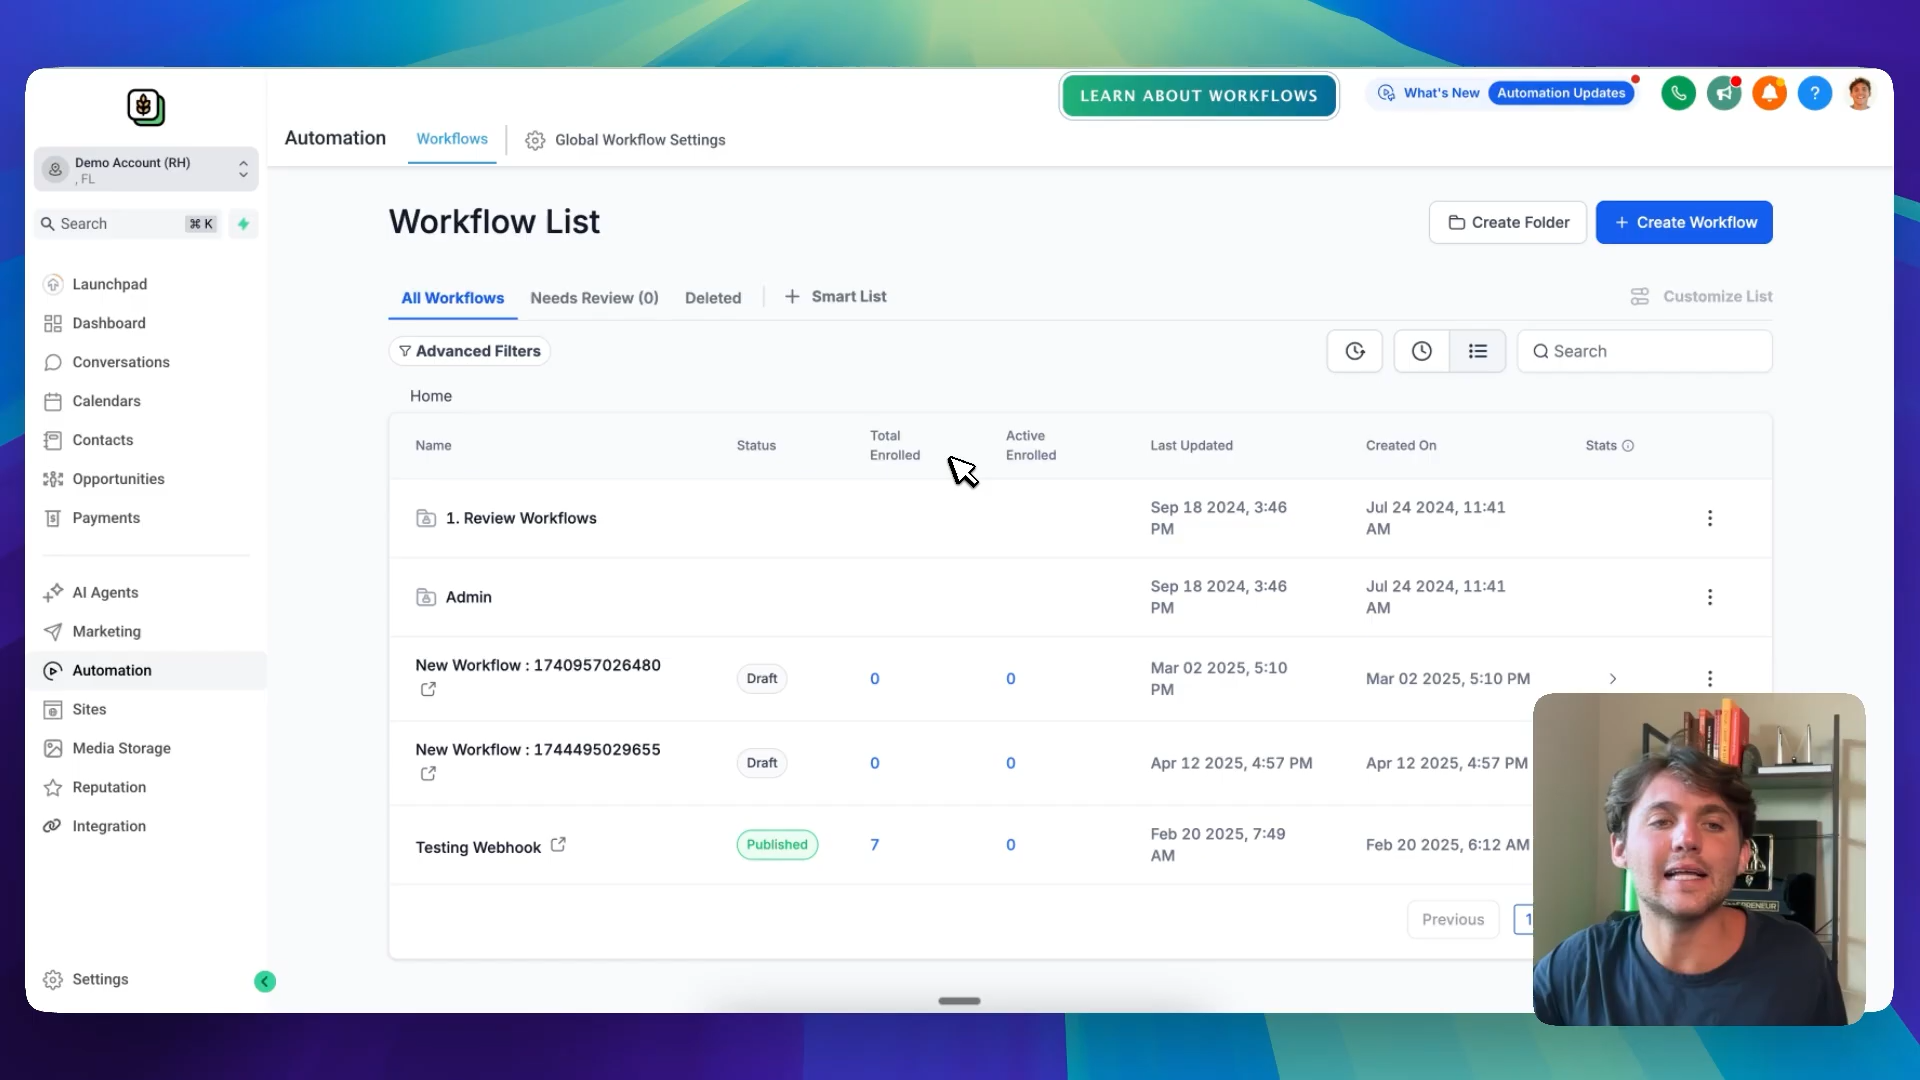 LEARN ABOUT WORKFLOWS
What's New
Automation Updates
Automation
Workflows
Global Workflow Settings
Demo Account (RH)
, FL
Search
⌘ K
Launchpad
Dashboard
Conversations
Calendars
Contacts
Opportunities
Payments
AI Agents
Marketing
Automation
Sites
Media Storage
Reputation
Integration
Settings
Workflow List
Create Folder
+ Create Workflow
All Workflows
Needs Review (0)
Deleted
+ Smart List
Customize List
Advanced Filters
Search
Home
Name
Status
Total
Enrolled
Active
Enrolled
Last Updated
Created On
Stats
1. Review Workflows
Sep 18 2024, 3:46
PM
Jul 24 2024, 11:41
AM
Admin
Sep 18 2024, 3:46
PM
Jul 24 2024, 11:41
AM
New Workflow : 1740957026480
Draft
0
0
Mar 02 2025, 5:10
PM
Mar 02 2025, 5:10 PM
New Workflow : 1744495029655
Draft
0
0
Apr 12 2025, 4:57 PM
Apr 12 2025, 4:57 PM
Testing Webhook
Published
7
0
Feb 20 2025, 7:49
AM
Feb 20 2025, 6:12 AM
Previous
1